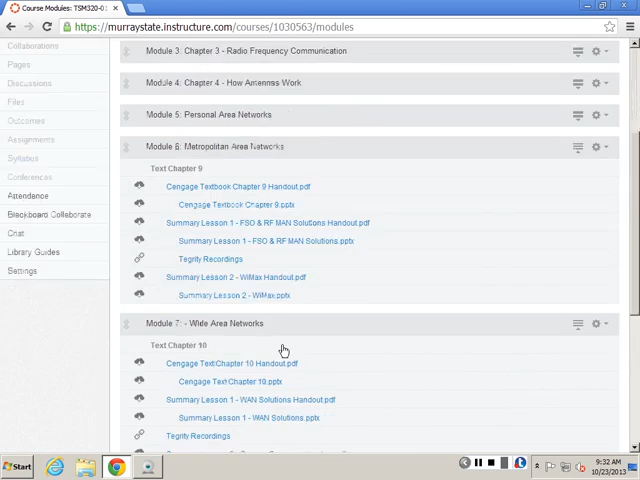 Course Modules: TSM320-01
https://murraystate.instructure.com/courses/1030563/modules
Collaborations
Pages
Discussions
Files
Outcomes
Assignments
Syllabus
Conferences
Attendance
Blackboard Collaborate
Chat
Library Guides
Settings
Module 3: Chapter 3 - Radio Frequency Communication
Module 4: Chapter 4 - How Antennas Work
Module 5: Personal Area Networks
Module 6: Metropolitan Area Networks
Text Chapter 9
Cengage Textbook Chapter 9 Handout.pdf
Cengage Textbook Chapter 9.pptx
Summary Lesson 1 - FSO & RF MAN Solutions Handout.pdf
Summary Lesson 1 - FSO & RF MAN Solutions.pptx
Tegrity Recordings
Summary Lesson 2 - WiMax Handout.pdf
Summary Lesson 2 - WiMax.pptx
Module 7: - Wide Area Networks
Text Chapter 10
Cengage Text Chapter 10 Handout.pdf
Cengage Text Chapter 10.pptx
Summary Lesson 1 - WAN Solutions Handout.pdf
Summary Lesson 1 - WAN Solutions.pptx
Tegrity Recordings
Start
9:32 AM
10/23/2013